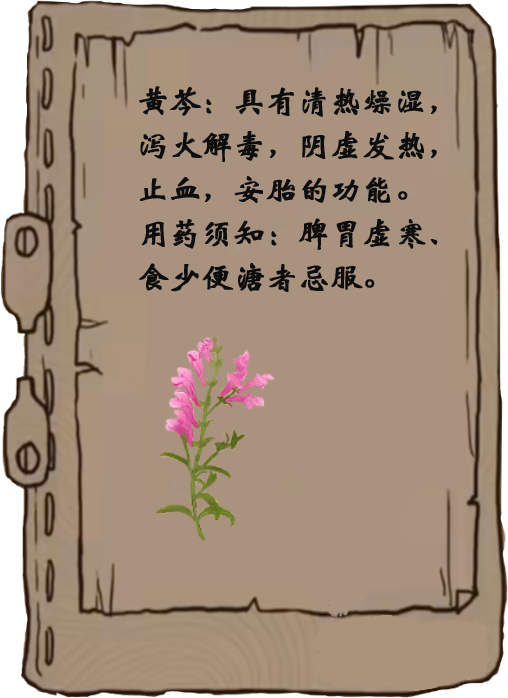 黄芩：具有清热燥湿，
泻火解毒，阴虚发热，
止血，安胎的功能。
用药须知：脾胃虚寒、
食少便溏者忌服。